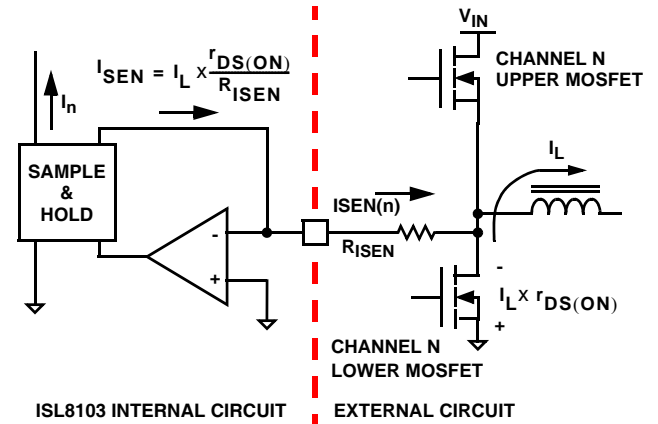 V_IN
CHANNEL N
UPPER MOSFET
I_SEN = I_L x r_DS(ON) / R_ISEN
I_n
I_L
SAMPLE
&
HOLD
-
+
ISEN(n)
R_ISEN
-
I_L x r_DS(ON)
+
CHANNEL N
LOWER MOSFET
ISL8103 INTERNAL CIRCUIT
EXTERNAL CIRCUIT